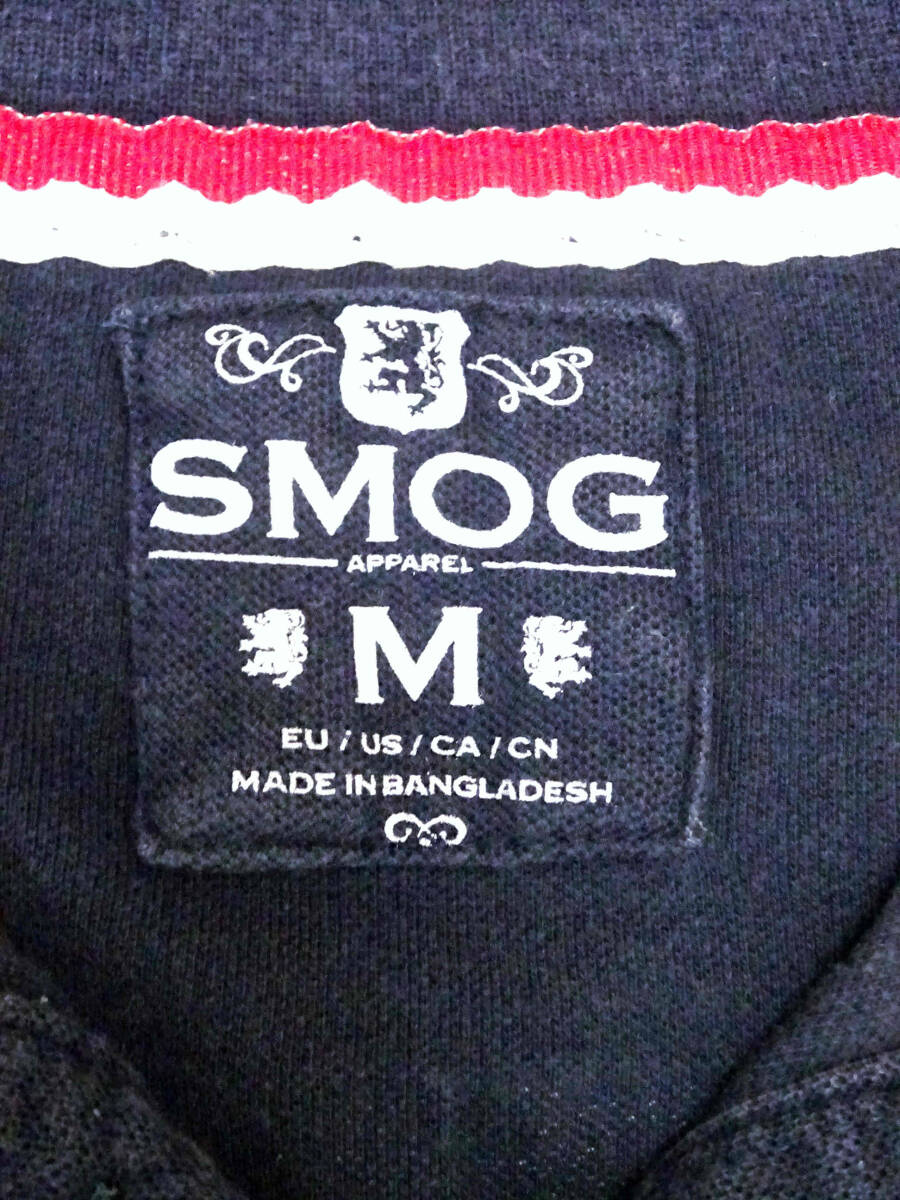 SMOG
APPAREL
M
EU / US / CA / CN
MADE IN BANGLADESH